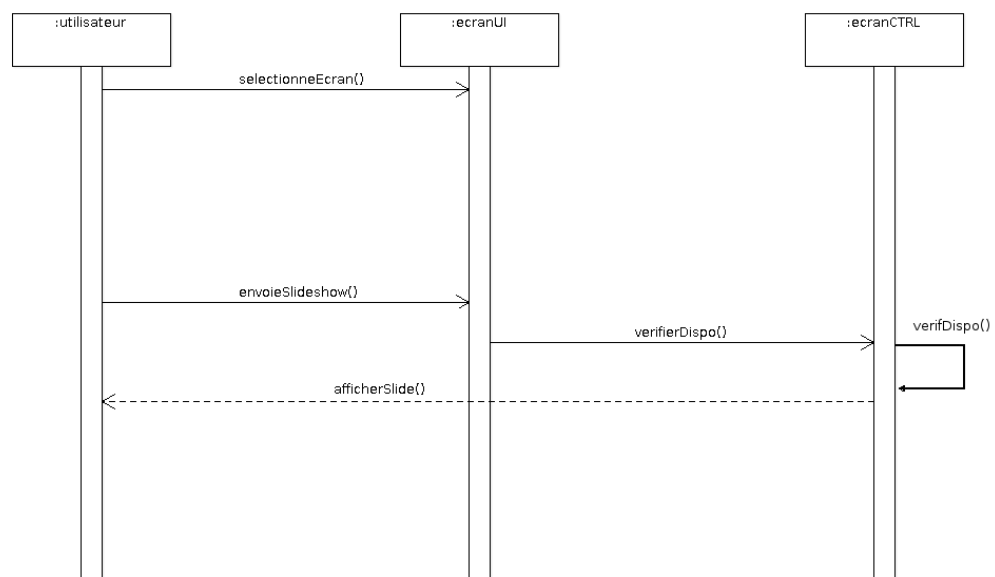 :utilisateur
:ecranUI
:ecranCTRL
selectionneEcran()
envoieSlideshow()
verifierDispo()
verifDispo()
afficherSlide()